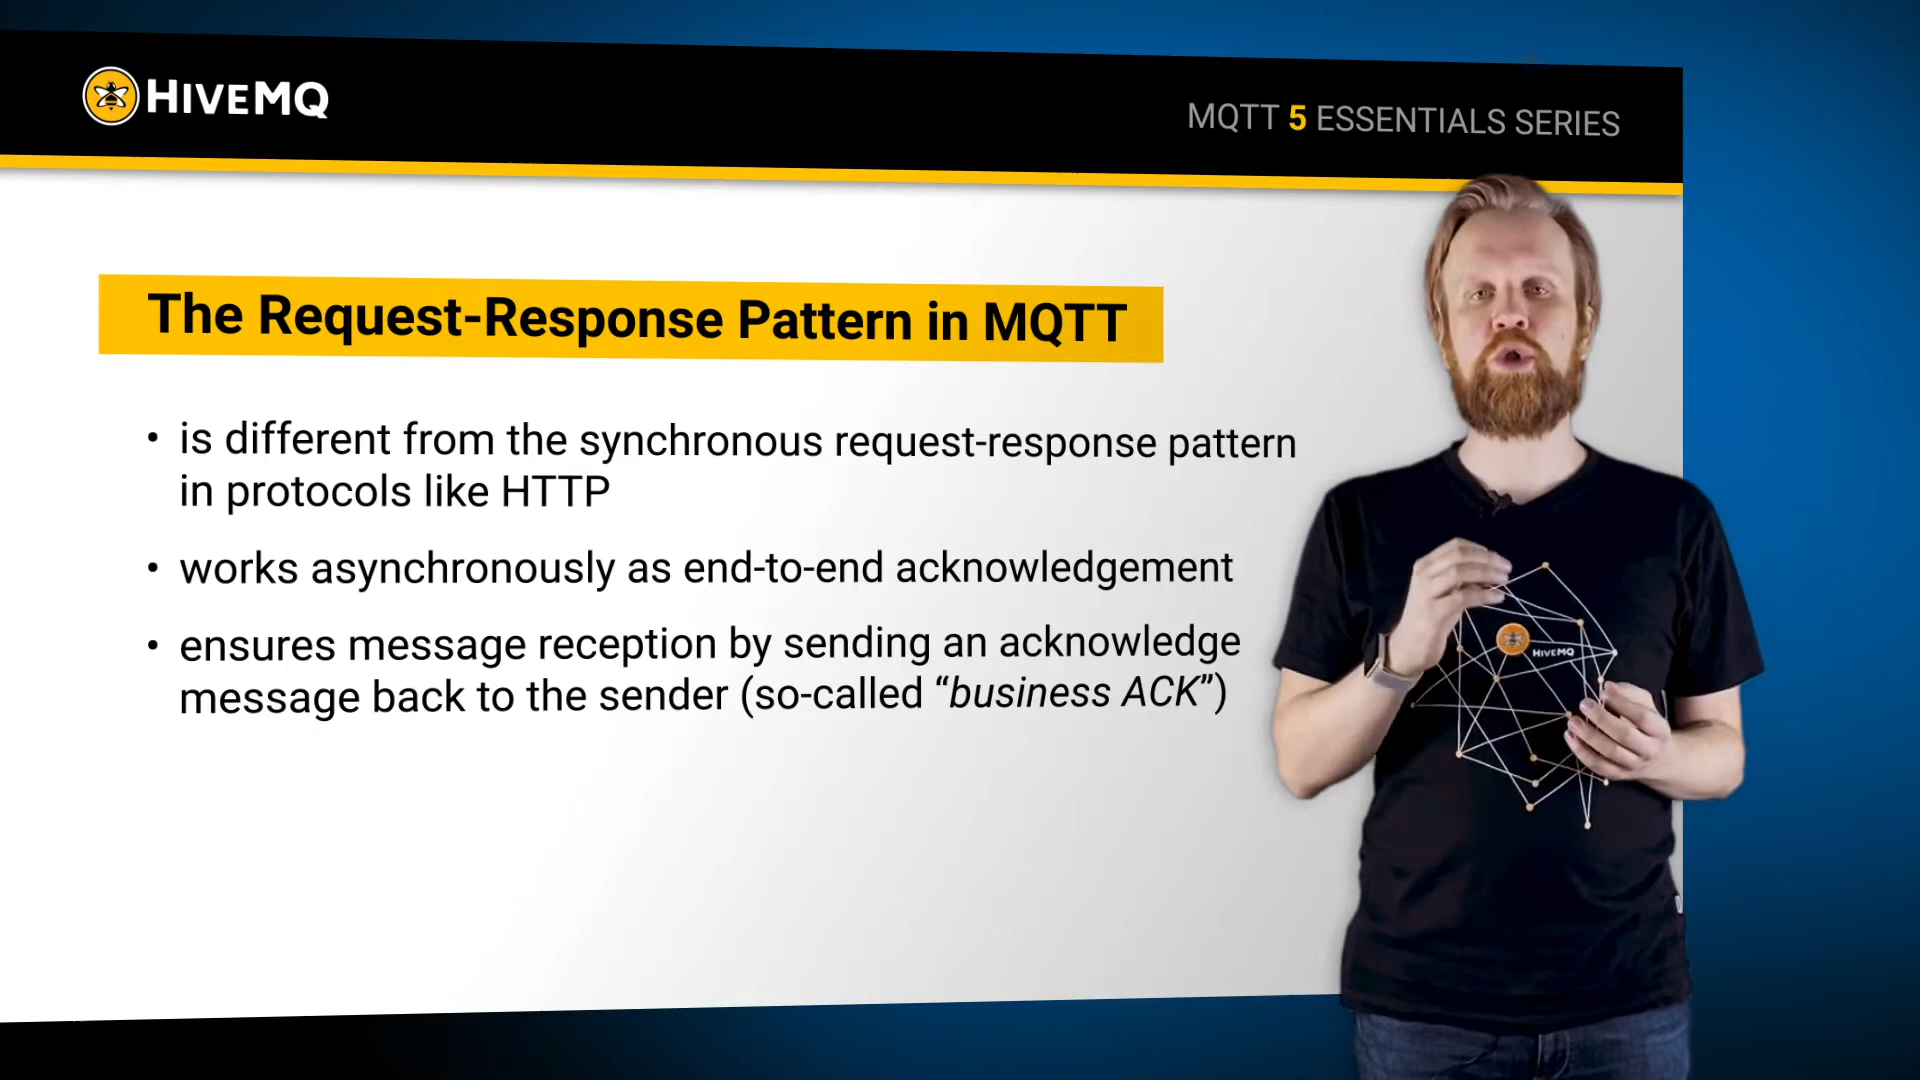 HIVEMQ
MQTT 5 ESSENTIALS SERIES
The Request-Response Pattern in MQTT
• is different from the synchronous request-response pattern
in protocols like HTTP
• works asynchronously as end-to-end acknowledgement
• ensures message reception by sending an acknowledge
message back to the sender (so-called “business ACK”)
HIVEMQ